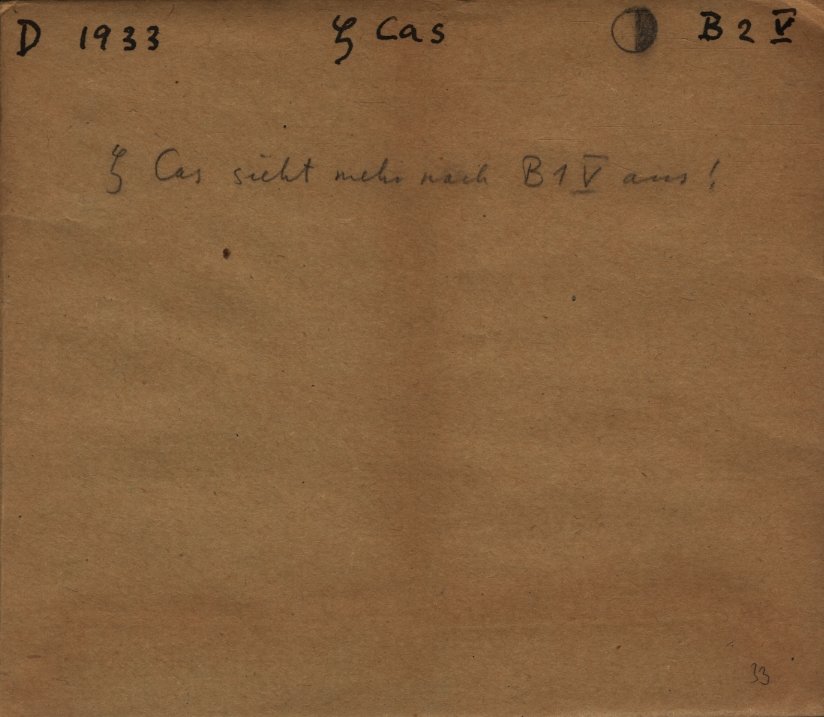 D 1933 ζ Cas ◑ B 2 V
ζ Cas sieht mehr nach B 1 V aus!
33